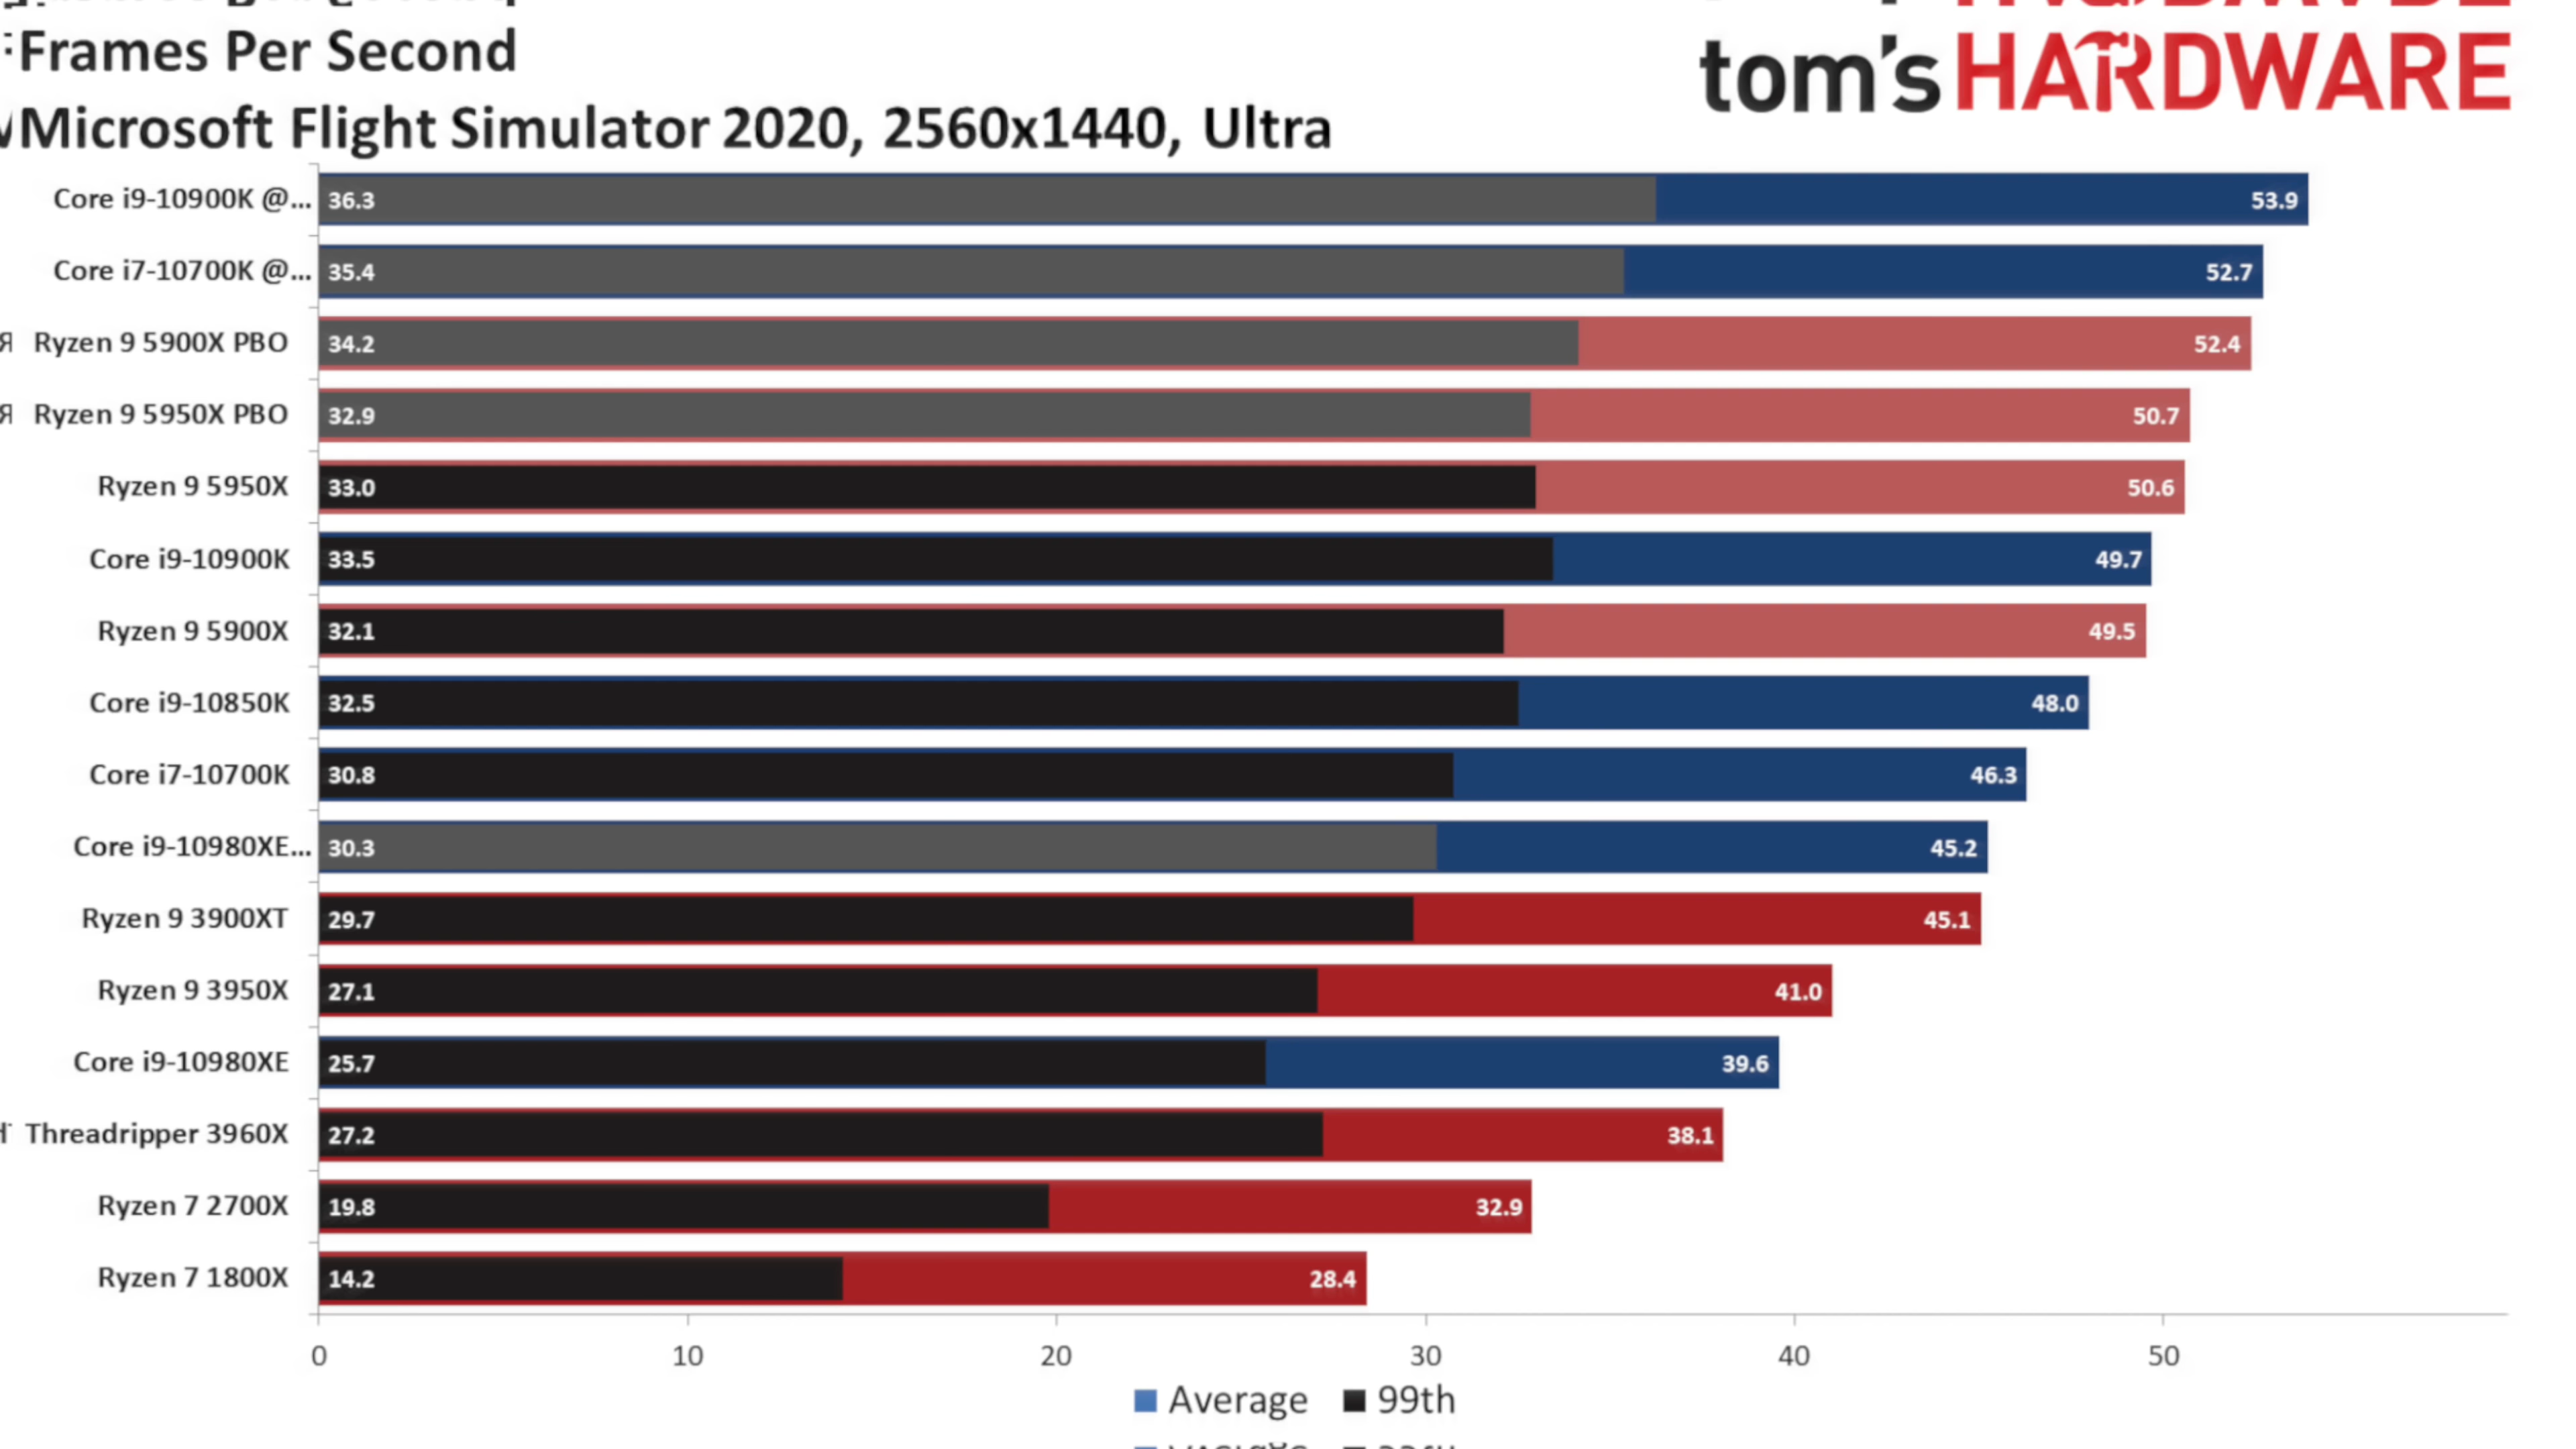 Frames Per Second
tom's HARDWARE
Microsoft Flight Simulator 2020, 2560x1440, Ultra
Core i9-10900K @... 36.3 53.9
Core i7-10700K @... 35.4 52.7
Ryzen 9 5900X PBO 34.2 52.4
Ryzen 9 5950X PBO 32.9 50.7
Ryzen 9 5950X 33.0 50.6
Core i9-10900K 33.5 49.7
Ryzen 9 5900X 32.1 49.5
Core i9-10850K 32.5 48.0
Core i7-10700K 30.8 46.3
Core i9-10980XE... 30.3 45.2
Ryzen 9 3900XT 29.7 45.1
Ryzen 9 3950X 27.1 41.0
Core i9-10980XE 25.7 39.6
Threadripper 3960X 27.2 38.1
Ryzen 7 2700X 19.8 32.9
Ryzen 7 1800X 14.2 28.4
0 10 20 30 40 50
Average 99th